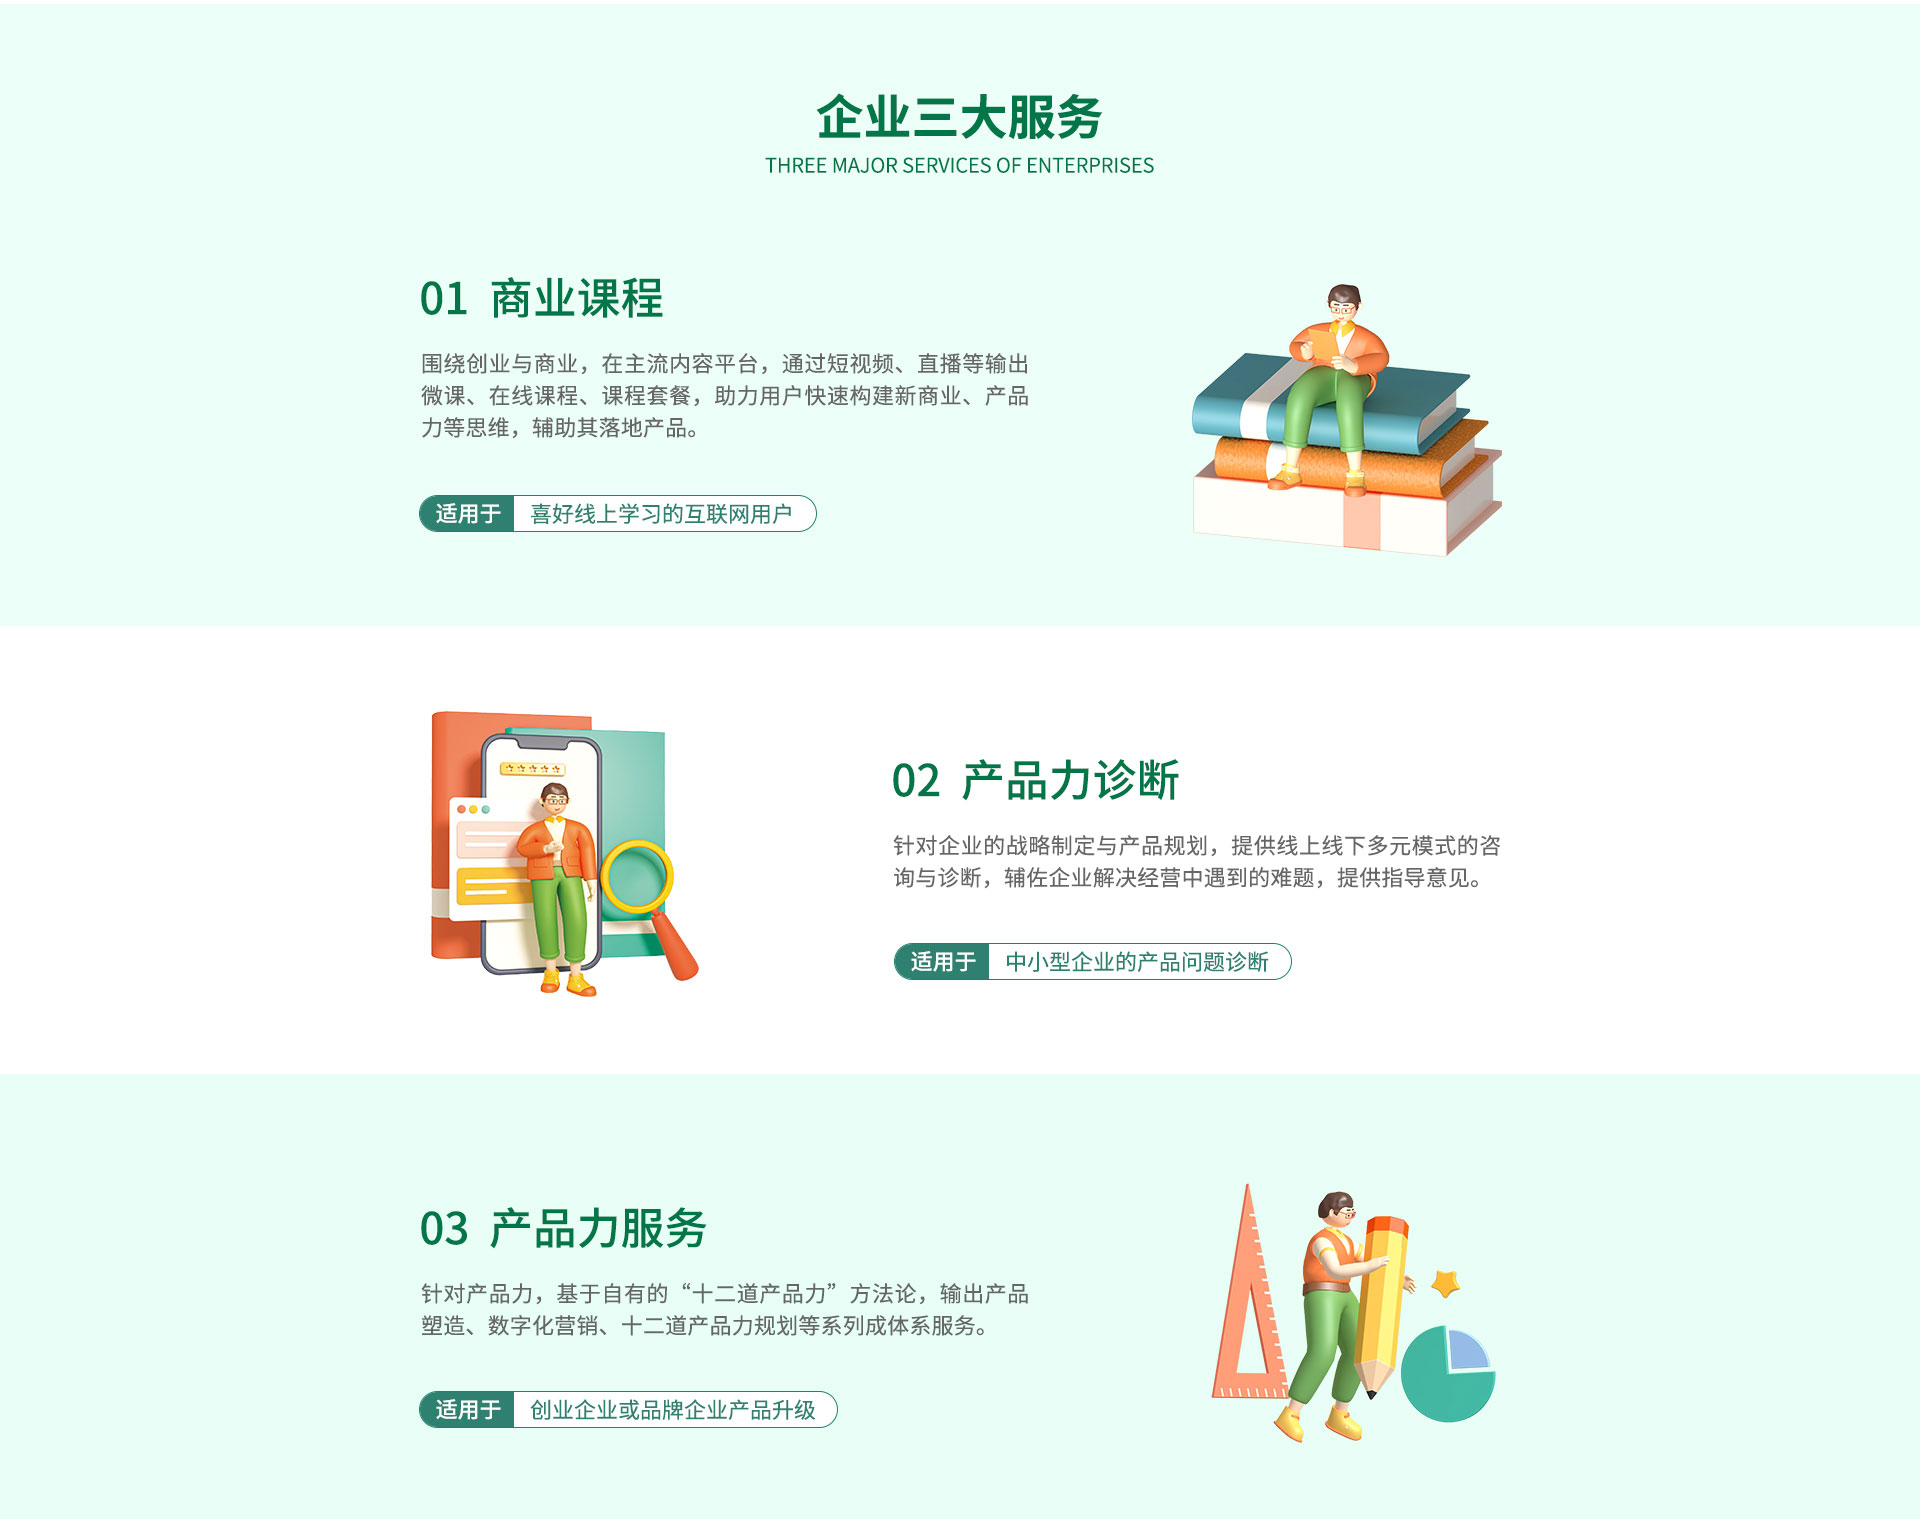 企业三大服务
THREE MAJOR SERVICES OF ENTERPRISES
01 商业课程
围绕创业与商业，在主流内容平台，通过短视频、直播等输出
微课、在线课程、课程套餐，助力用户快速构建新商业、产品
力等思维，辅助其落地产品。
适用于 喜好线上学习的互联网用户
02 产品力诊断
针对企业的战略制定与产品规划，提供线上线下多元模式的咨
询与诊断，辅佐企业解决经营中遇到的难题，提供指导意见。
适用于 中小型企业的产品问题诊断
03 产品力服务
针对产品力，基于自有的“十二道产品力”方法论，输出产品
塑造、数字化营销、十二道产品力规划等系列成体系服务。
适用于 创业企业或品牌企业产品升级